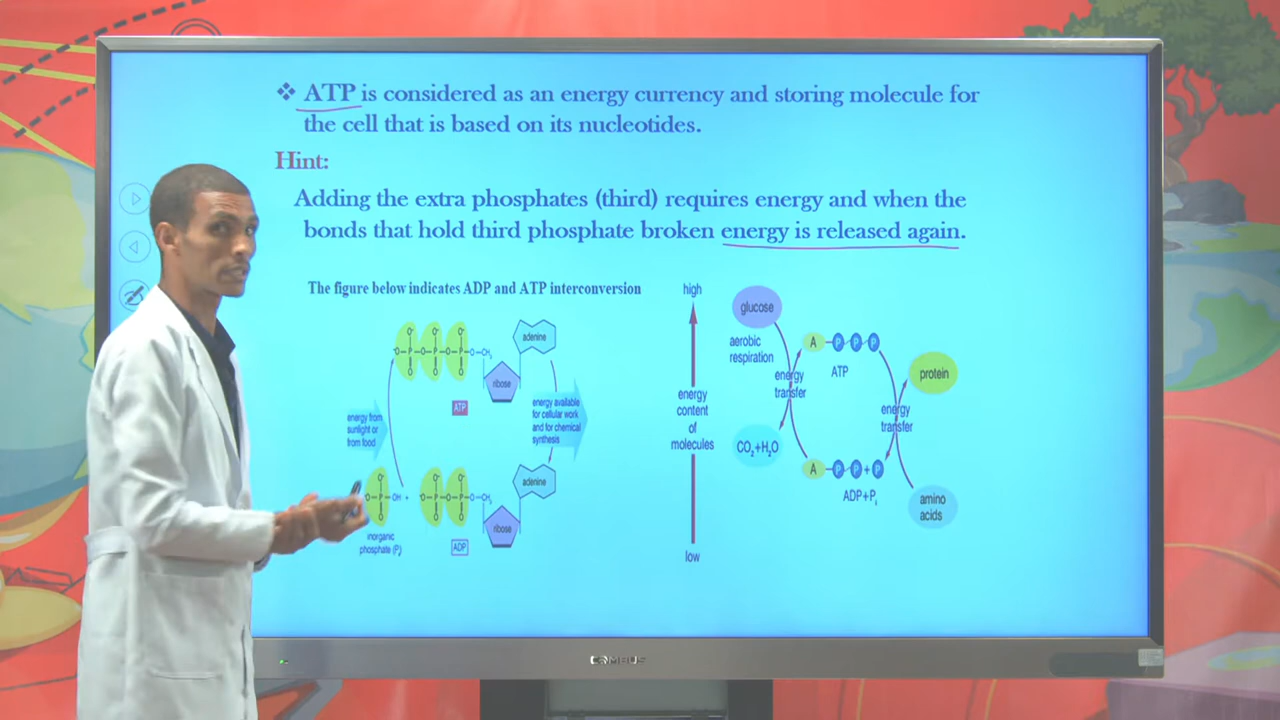 ❖ ATP is considered as an energy currency and storing molecule for
the cell that is based on its nucleotides.
Hint:
Adding the extra phosphates (third) requires energy and when the
bonds that hold third phosphate broken energy is released again.
The figure below indicates ADP and ATP interconversion
O⁻ O⁻ O⁻
⁻O–P–O–P–O–P–O–CH₂
O O O
adenine
ribose
ATP
energy from
sunlight or
from food
energy available
for cellular work
and for chemical
synthesis
O⁻
⁻O–P–OH +
O
inorganic
phosphate (Pi)
O⁻ O⁻
⁻O–P–O–P–O–CH₂
O O
adenine
ribose
ADP
high
energy
content
of
molecules
low
glucose
aerobic
respiration
energy
transfer
CO₂+H₂O
A–P–P–P
ATP
protein
energy
transfer
A–P–P+P
ADP+Pi
amino
acids